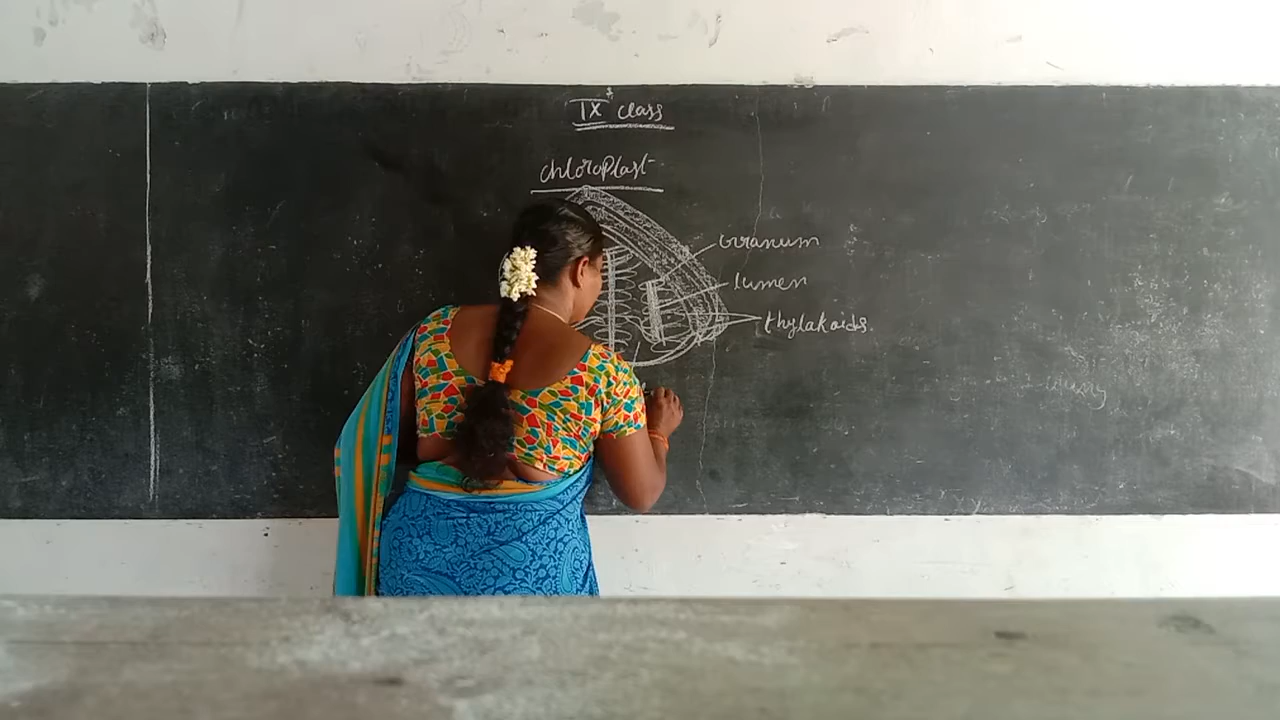 IX class
chloroplast
Granum
lumen
thylakoids